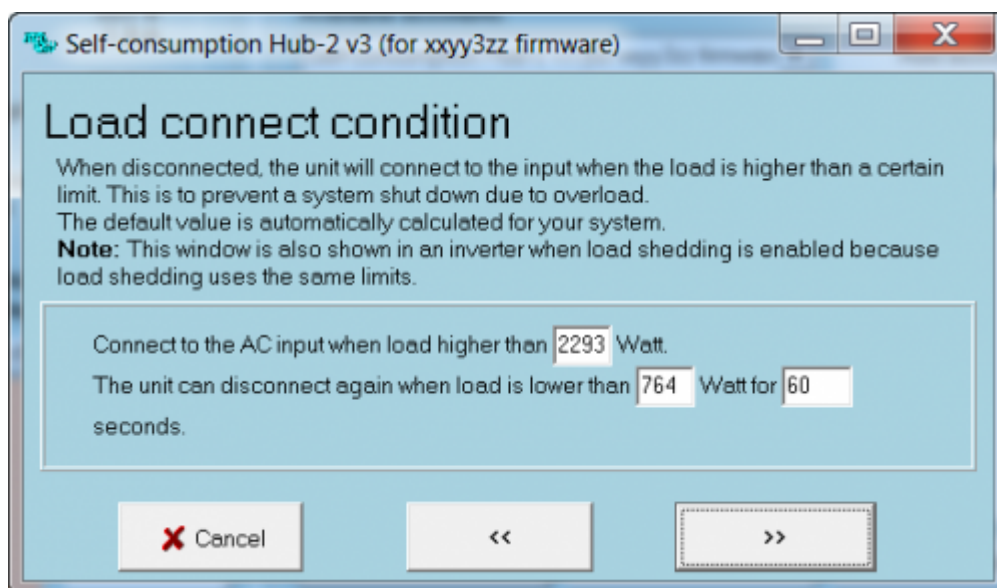 Self-consumption Hub-2 v3 (for xxyy3zz firmware)
Load connect condition
When disconnected, the unit will connect to the input when the load is higher than a certain
limit. This is to prevent a system shut down due to overload.
The default value is automatically calculated for your system.
Note: This window is also shown in an inverter when load shedding is enabled because
load shedding uses the same limits.
Connect to the AC input when load higher than 2293 Watt.
The unit can disconnect again when load is lower than 764 Watt for 60
seconds.
Cancel << >>